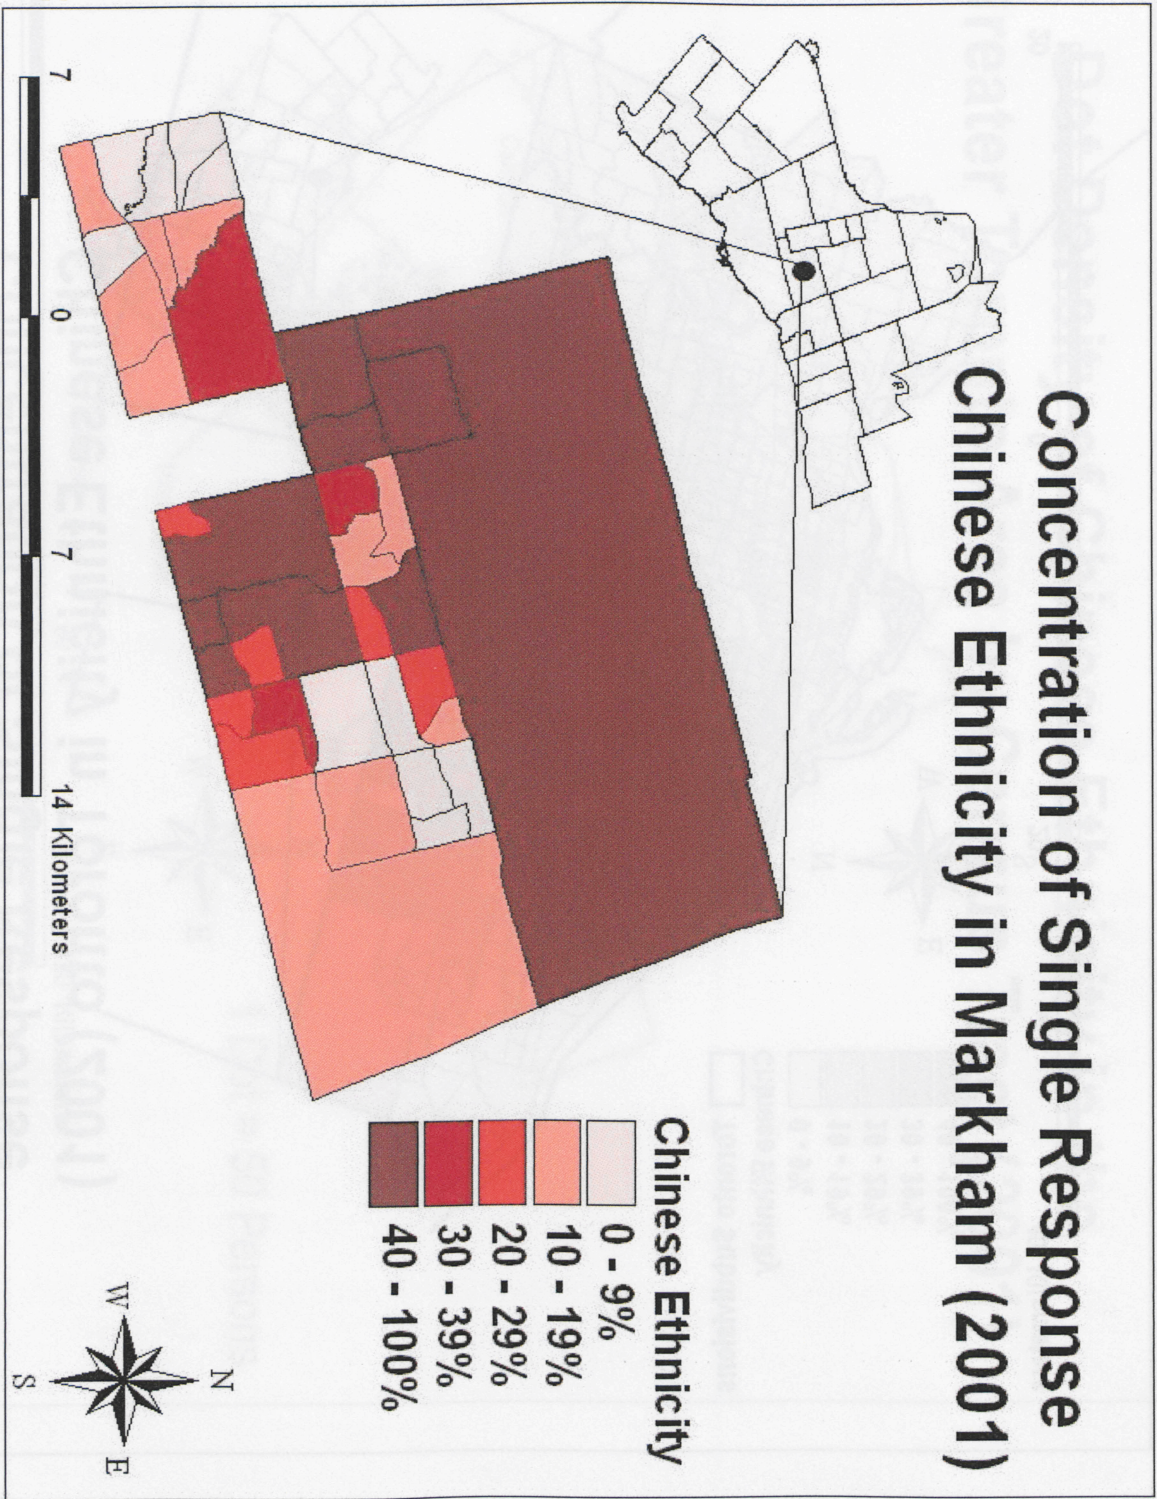 Concentration of Single Response
Chinese Ethnicity in Markham (2001)
Chinese Ethnicity
0 - 9%
10 - 19%
20 - 29%
30 - 39%
40 - 100%
N
W
E
S
7
0
7
14 Kilometers